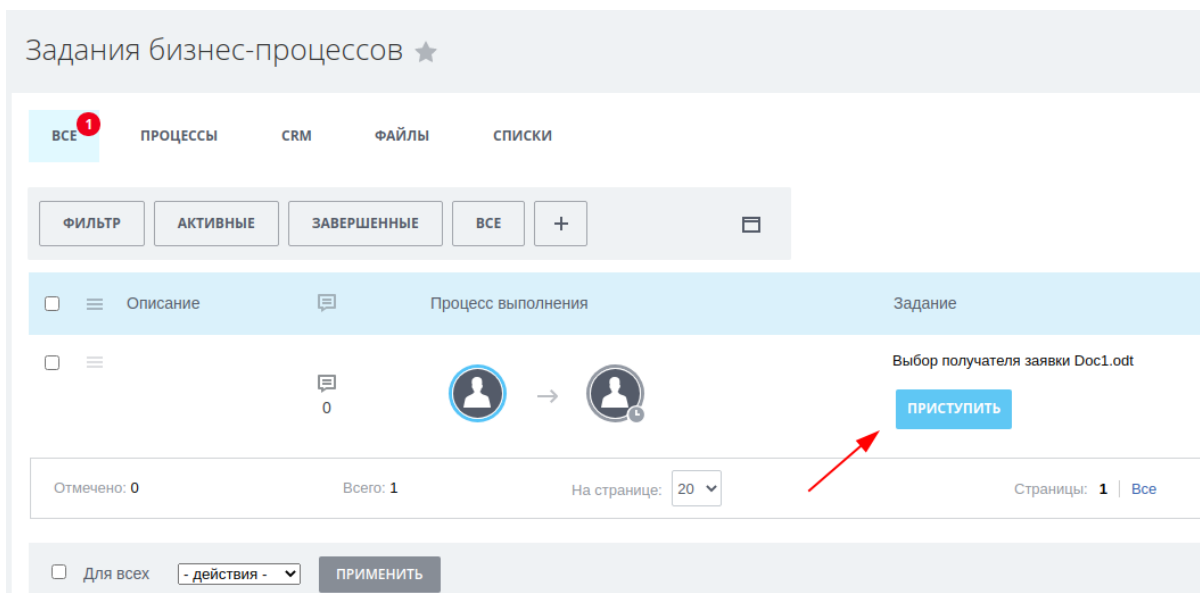 Задания бизнес-процессов
ВСЕ 1 ПРОЦЕССЫ CRM ФАЙЛЫ СПИСКИ
ФИЛЬТР АКТИВНЫЕ ЗАВЕРШЕННЫЕ ВСЕ +
Описание Процесс выполнения Задание
Выбор получателя заявки Doc1.odt
0 ПРИСТУПИТЬ
Отмечено: 0 Всего: 1 На странице: 20 Страницы: 1 Все
Для всех - действия - ПРИМЕНИТЬ